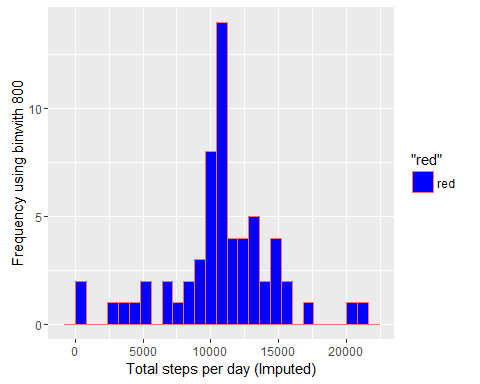 Frequency using binwith 800
10
5
0
0
5000
10000
15000
20000
Total steps per day (Imputed)
"red"
red